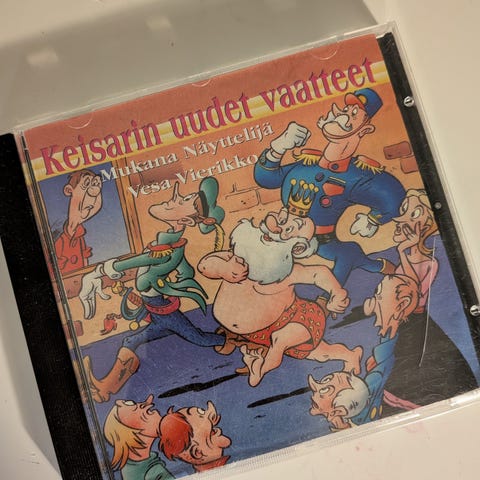 Keisarin uudet vaatteet
Mukana Näyttelijä
Vesa Vierikko